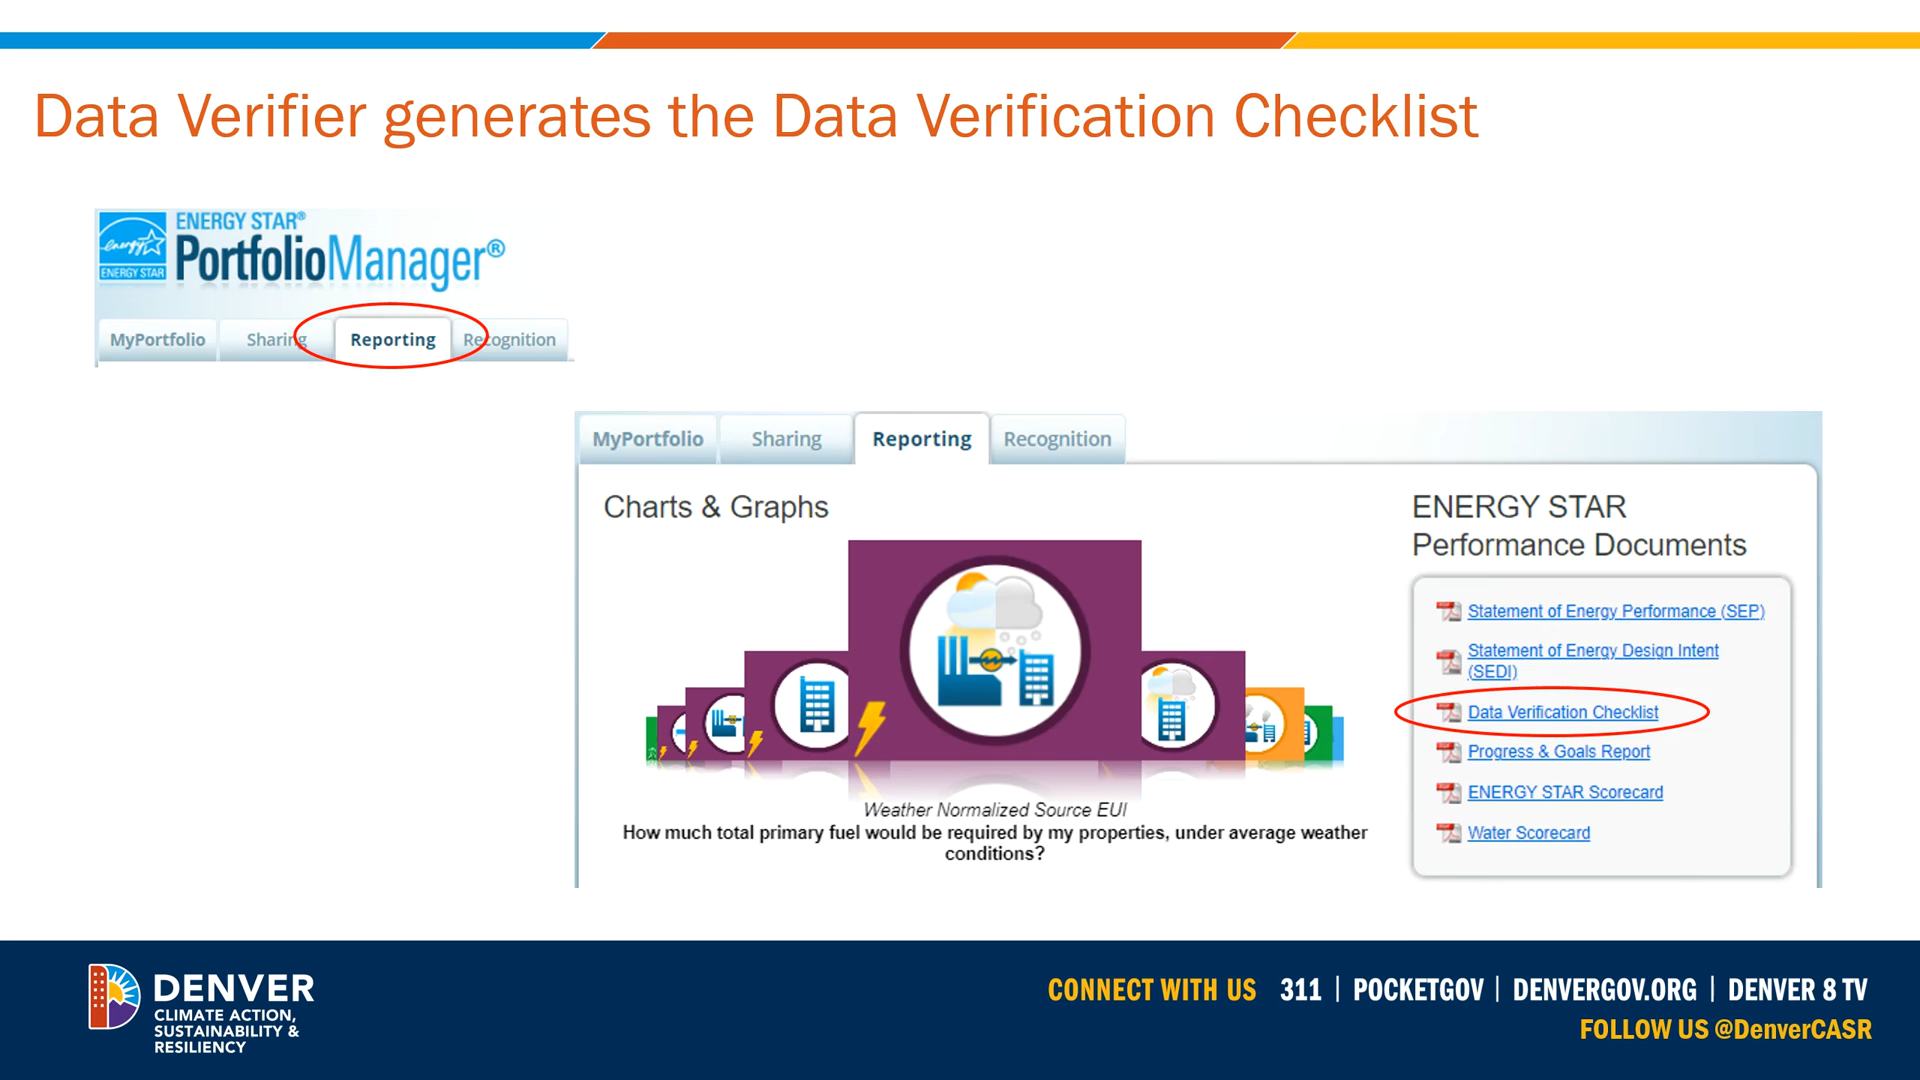 Data Verifier generates the Data Verification Checklist
ENERGY STAR®
PortfolioManager®
energy
ENERGY STAR
MyPortfolio Sharing Reporting Recognition
MyPortfolio Sharing Reporting Recognition
Charts & Graphs
Weather Normalized Source EUI
How much total primary fuel would be required by my properties, under average weather
conditions?
ENERGY STAR
Performance Documents
Statement of Energy Performance (SEP)
Statement of Energy Design Intent
(SEDI)
Data Verification Checklist
Progress & Goals Report
ENERGY STAR Scorecard
Water Scorecard
DENVER
CLIMATE ACTION,
SUSTAINABILITY &
RESILIENCY
CONNECT WITH US 311 | POCKETGOV | DENVERGOV.ORG | DENVER 8 TV
FOLLOW US @DenverCASR